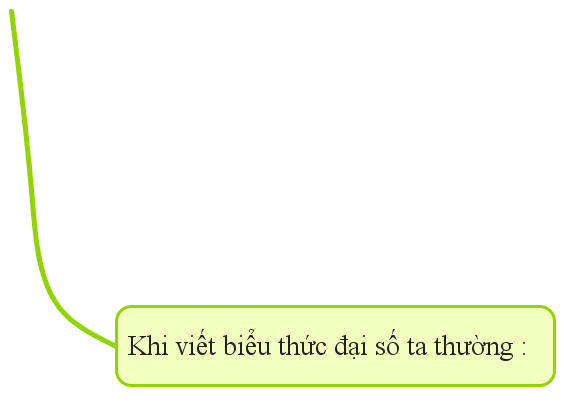 Khi viết biểu thức đại số ta thường :